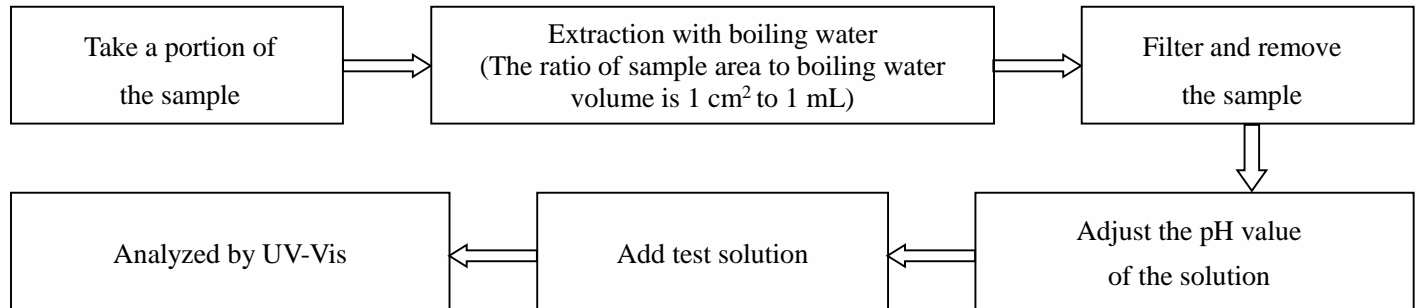 Take a portion of
the sample
Extraction with boiling water
(The ratio of sample area to boiling water
volume is 1 cm² to 1 mL)
Filter and remove
the sample
Adjust the pH value
of the solution
Add test solution
Analyzed by UV-Vis